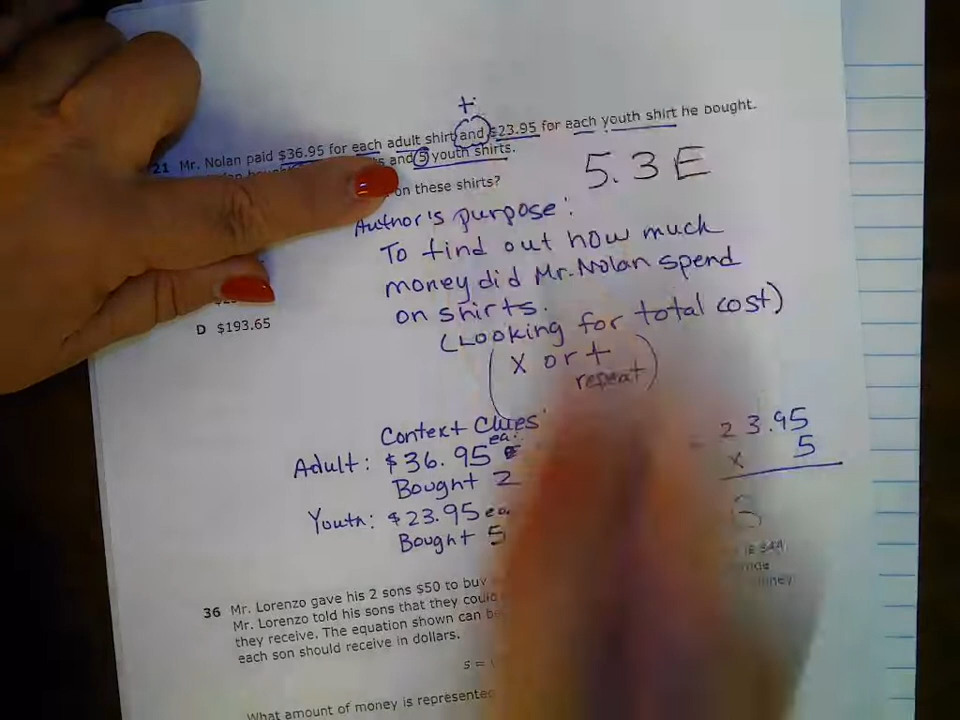 +
21 Mr. Nolan paid $36.95 for each adult shirt and $23.95 for each youth shirt he bought.
and 5 youth shirts.
on these shirts?
5.3E
Author's purpose:
To find out how much
money did Mr. Nolan spend
on shirts.
D $193.65
(Looking for total cost)
(x or +
repeat)
Context Clues:
Adult: $36.95 ea.
Bought 2
Youth: $23.95 ea.
Bought 5
23.95
x 5
36 Mr. Lorenzo gave his 2 sons $50 to buy
Mr. Lorenzo told his sons that they could
they receive. The equation shown can be
each son should receive in dollars.
s =
What amount of money is represented